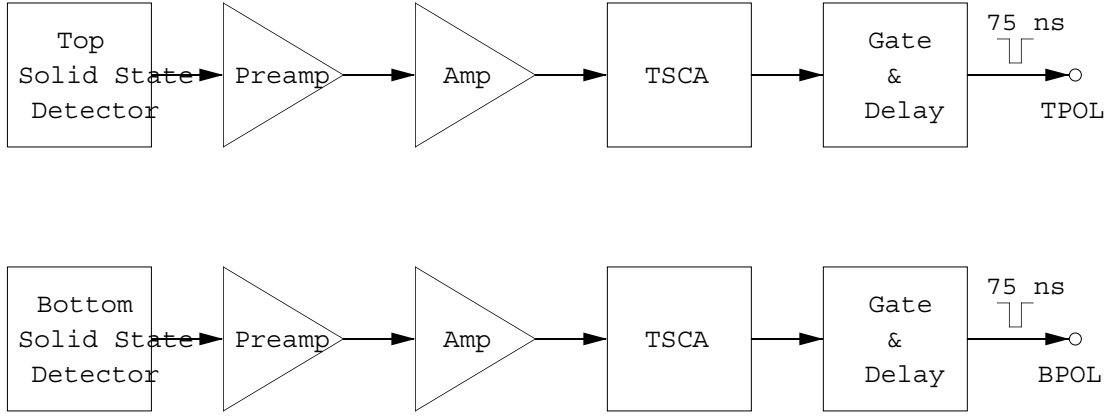 Top
Solid State
Detector
Preamp
Amp
TSCA
Gate
&
Delay
75 ns
TPOL
Bottom
Solid State
Detector
Preamp
Amp
TSCA
Gate
&
Delay
75 ns
BPOL